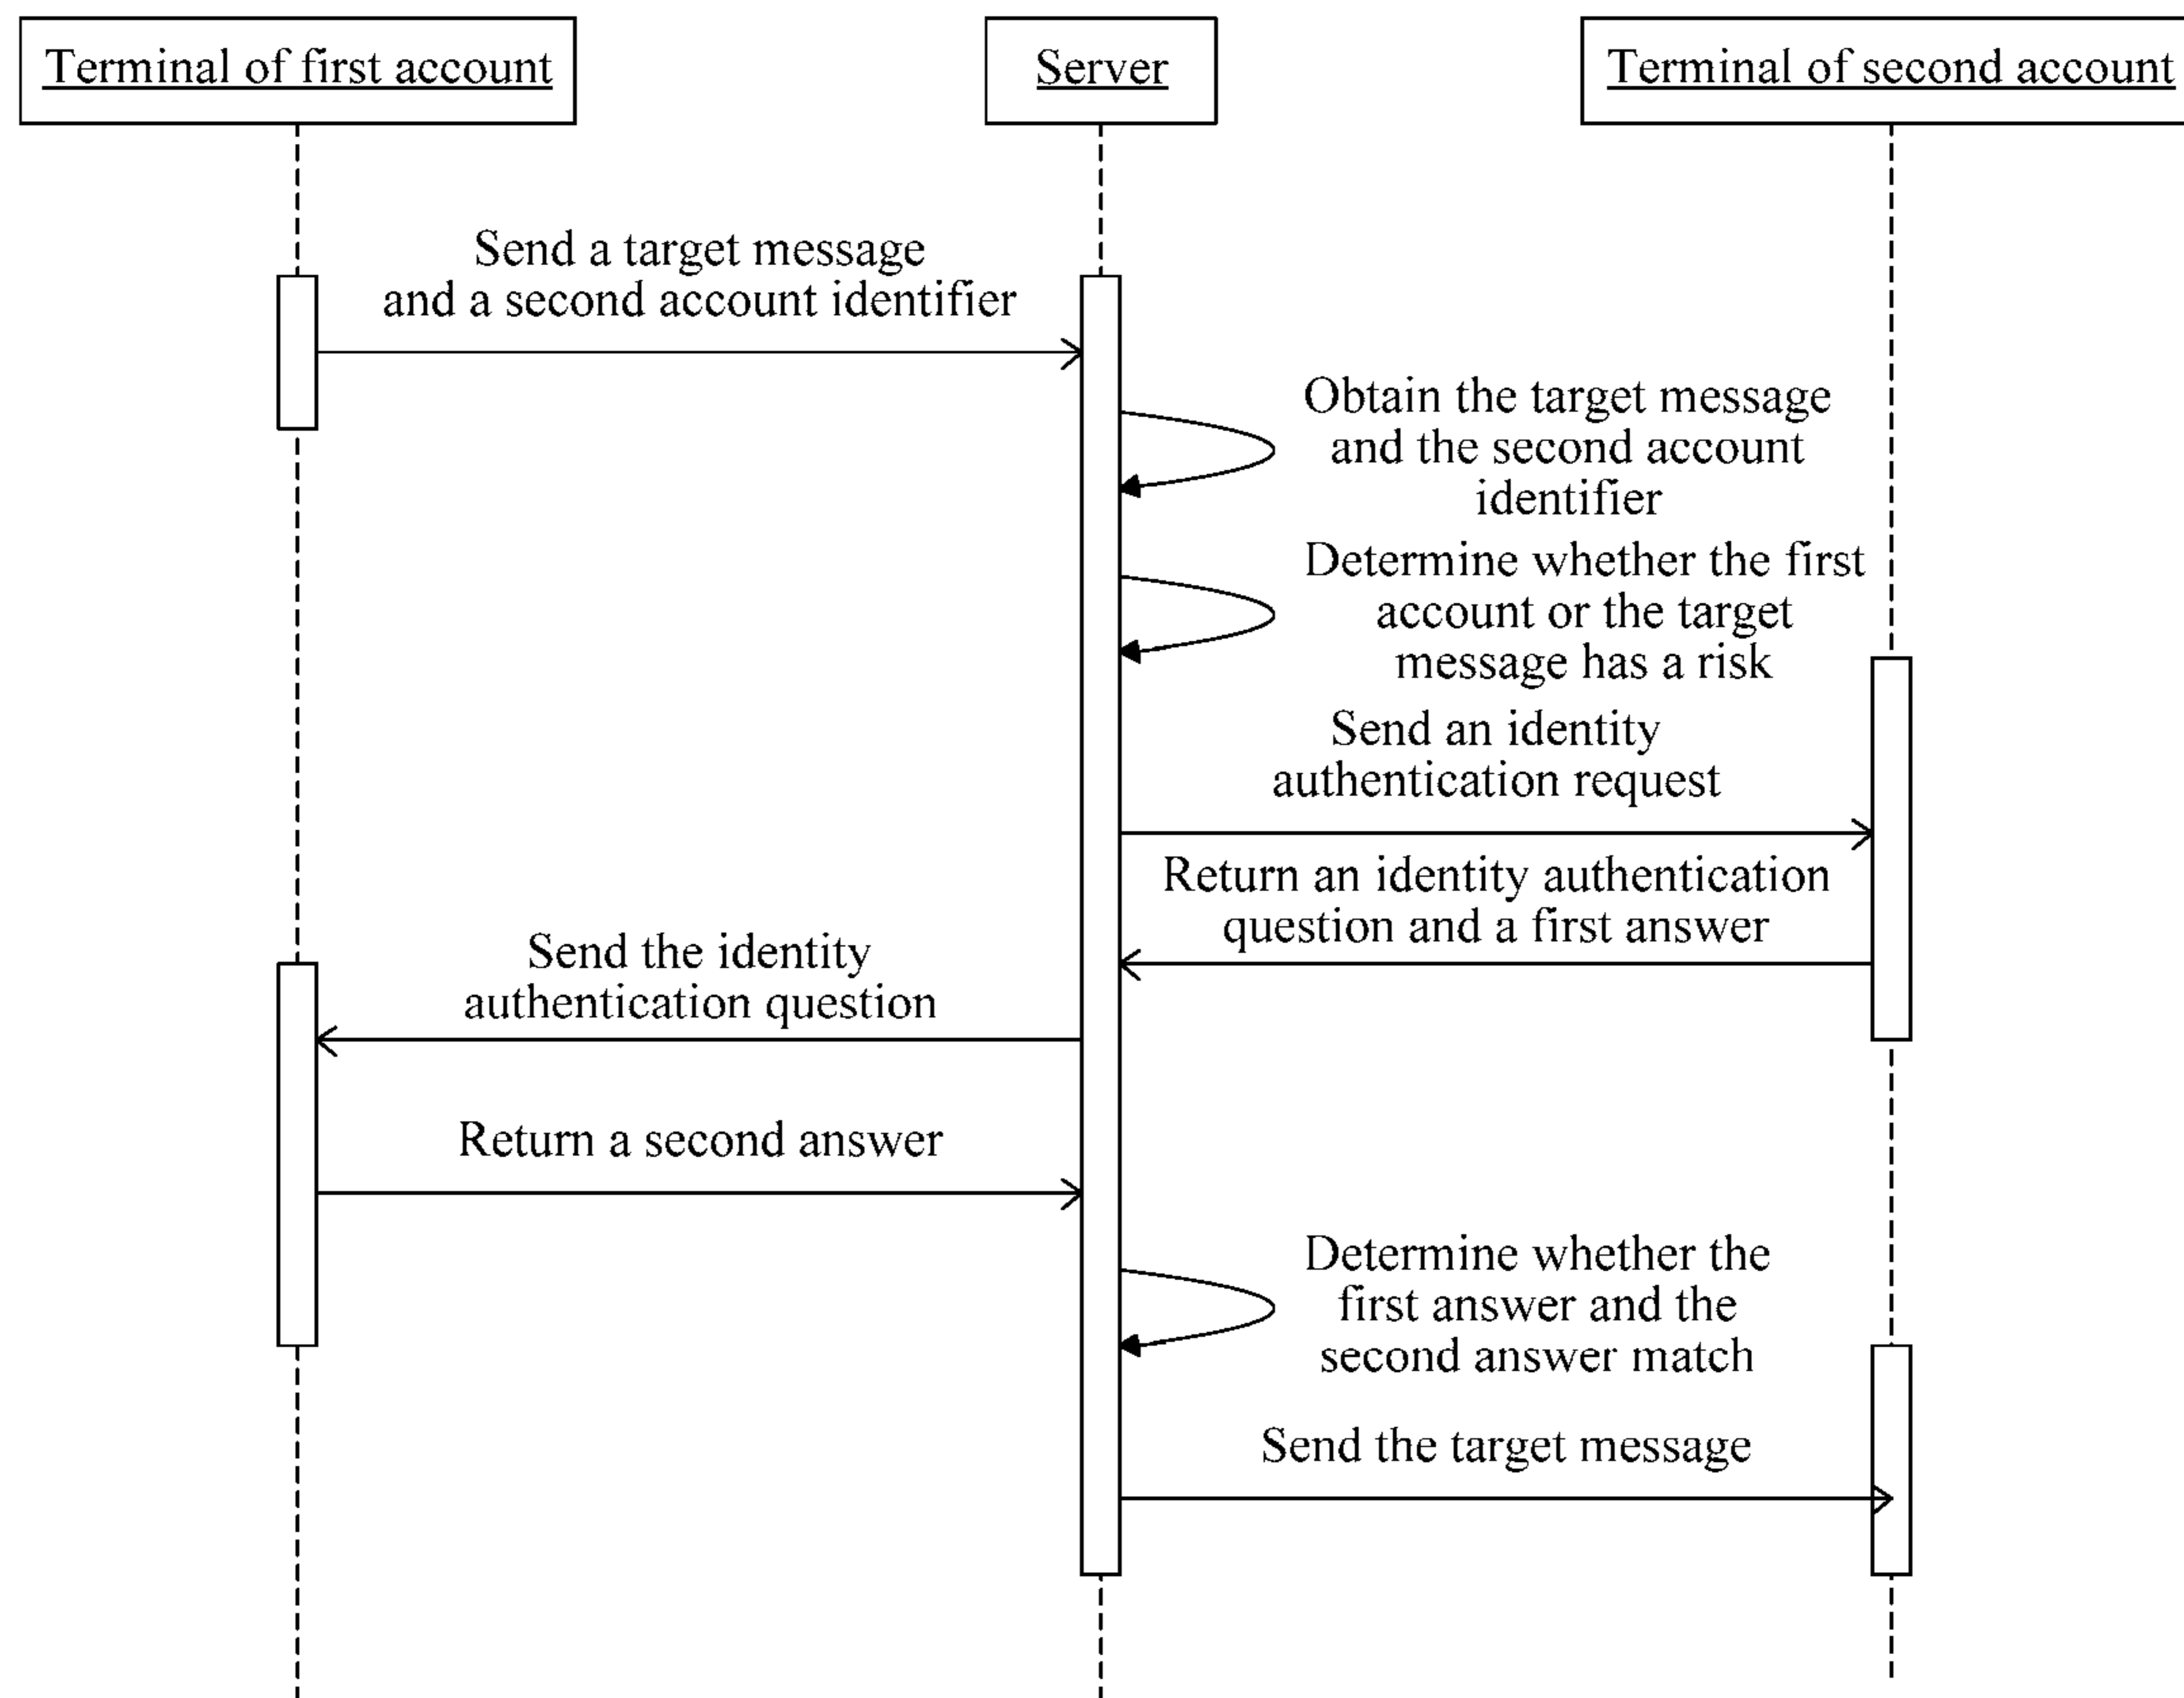 Terminal of first account
Server
Terminal of second account
Send a target message
and a second account identifier
Obtain the target message
and the second account
identifier
Determine whether the first
account or the target
message has a risk
Send an identity
authentication request
Return an identity authentication
question and a first answer
Send the identity
authentication question
Return a second answer
Determine whether the
first answer and the
second answer match
Send the target message